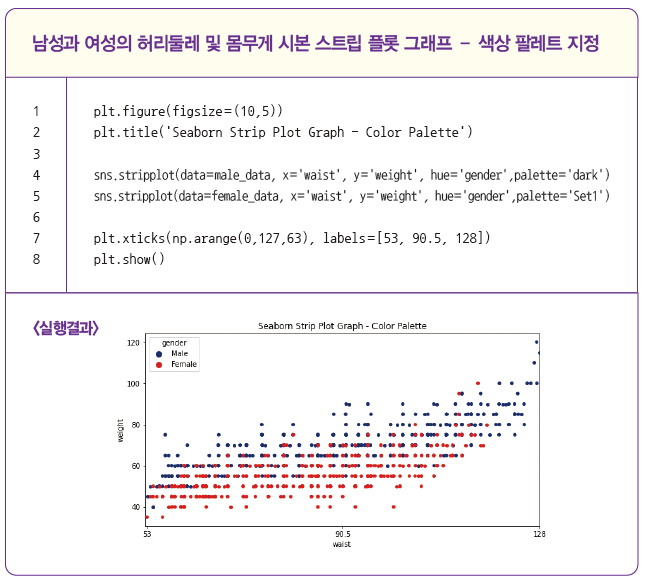 남성과 여성의 허리둘레 및 몸무게 시본 스트립 플롯 그래프 - 색상 팔레트 지정
1 plt.figure(figsize=(10,5))
2 plt.title('Seaborn Strip Plot Graph - Color Palette')
3
4 sns.stripplot(data=male_data, x='waist', y='weight', hue='gender',palette='dark')
5 sns.stripplot(data=female_data, x='waist', y='weight', hue='gender',palette='Set1')
6
7 plt.xticks(np.arange(0,127,63), labels=[53, 90.5, 128])
8 plt.show()
<실행결과>
Seaborn Strip Plot Graph - Color Palette
gender
Male
Female
120
100
80
60
40
weight
53 90.5 128
waist